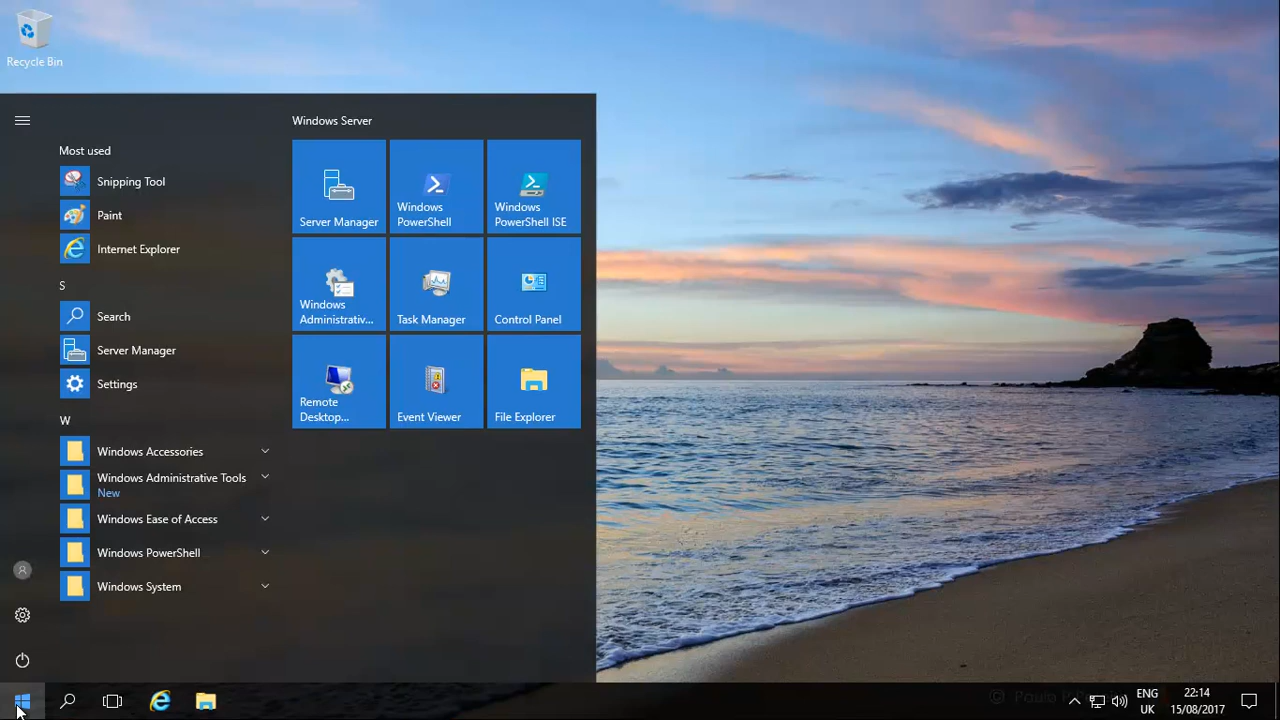 Recycle Bin
Windows Server
Most used
Snipping Tool
Paint
Internet Explorer
S
Search
Server Manager
Settings
W
Windows Accessories
Windows Administrative Tools
New
Windows Ease of Access
Windows PowerShell
Windows System
Server Manager
Windows
PowerShell
Windows
PowerShell ISE
Windows
Administrativ...
Task Manager
Control Panel
Remote
Desktop...
Event Viewer
File Explorer
ENG
UK
22:14
15/08/2017